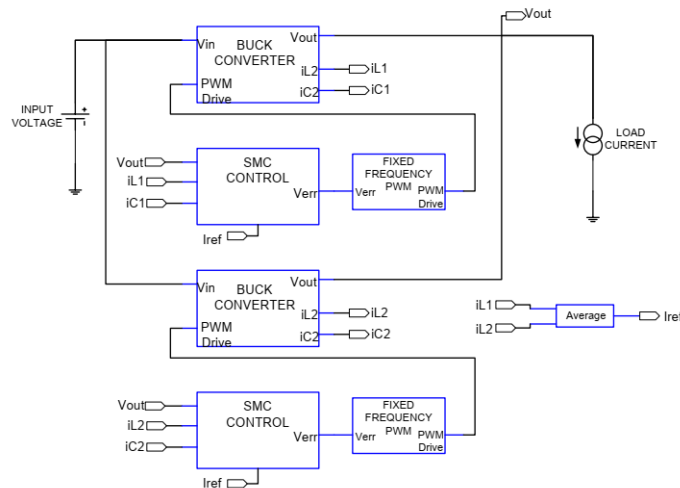 Vout
Vin
BUCK
CONVERTER
Vout
iL2
iL1
iC2
iC1
PWM
Drive
INPUT
VOLTAGE
+
-
LOAD
CURRENT
Vout
iL1
iC1
SMC
CONTROL
Verr
Iref
FIXED
FREQUENCY
PWM
Verr
PWM
Drive
Vin
BUCK
CONVERTER
Vout
iL2
iL2
iC2
iC2
PWM
Drive
iL1
iL2
Average
Iref
Vout
iL2
iC2
SMC
CONTROL
Verr
Iref
FIXED
FREQUENCY
PWM
Verr
PWM
Drive